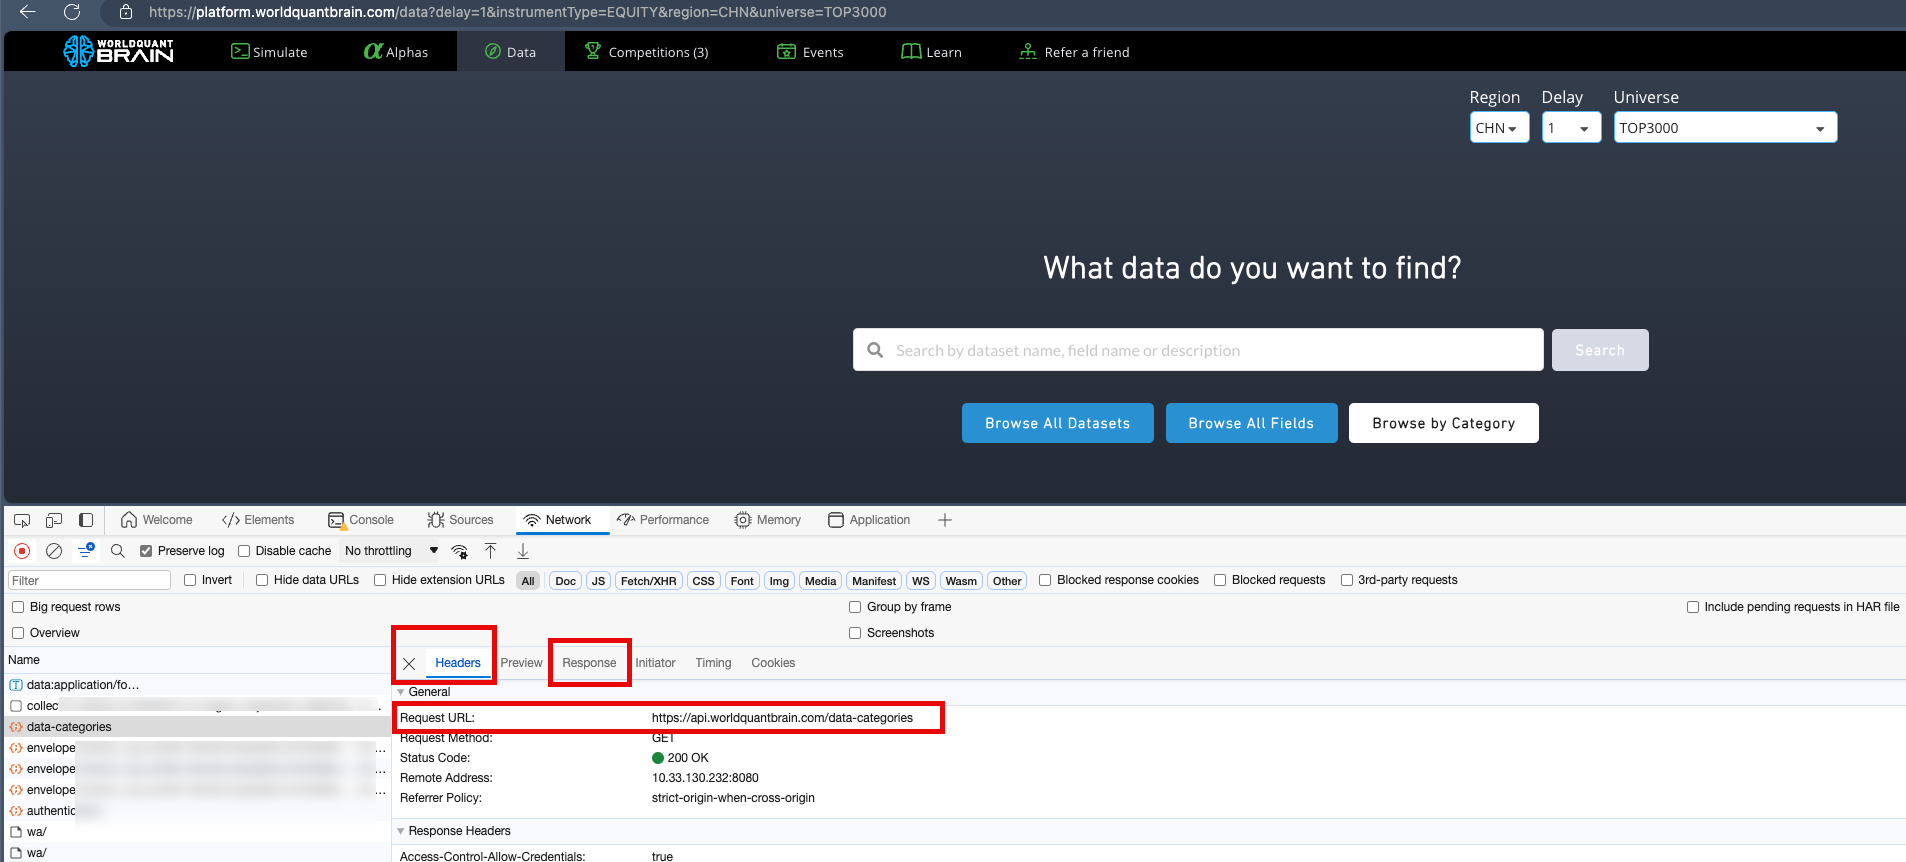 https://platform.worldquantbrain.com/data?delay=1&instrumentType=EQUITY&region=CHN&universe=TOP3000
WORLDQUANT BRAIN Simulate Alphas Data Competitions (3) Events Learn Refer a friend
Region Delay Universe
CHN 1 TOP3000
What data do you want to find?
Search by dataset name, field name or description Search
Browse All Datasets Browse All Fields Browse by Category
Welcome Elements Console Sources Network Performance Memory Application
Preserve log Disable cache No throttling
Filter Invert Hide data URLs Hide extension URLs All Doc JS Fetch/XHR CSS Font Img Media Manifest WS Wasm Other Blocked response cookies Blocked requests 3rd-party requests
Big request rows Group by frame Include pending requests in HAR file
Overview Screenshots
Name
Headers Preview Response Initiator Timing Cookies
data:application/fo…
General
collec
Request URL: https://api.worldquantbrain.com/data-categories
data-categories
Request Method: GET
envelope …
Status Code: 200 OK
envelope …
Remote Address: 10.33.130.232:8080
envelope …
Referrer Policy: strict-origin-when-cross-origin
authentic
wa/
Response Headers
wa/
Access-Control-Allow-Credentials: true